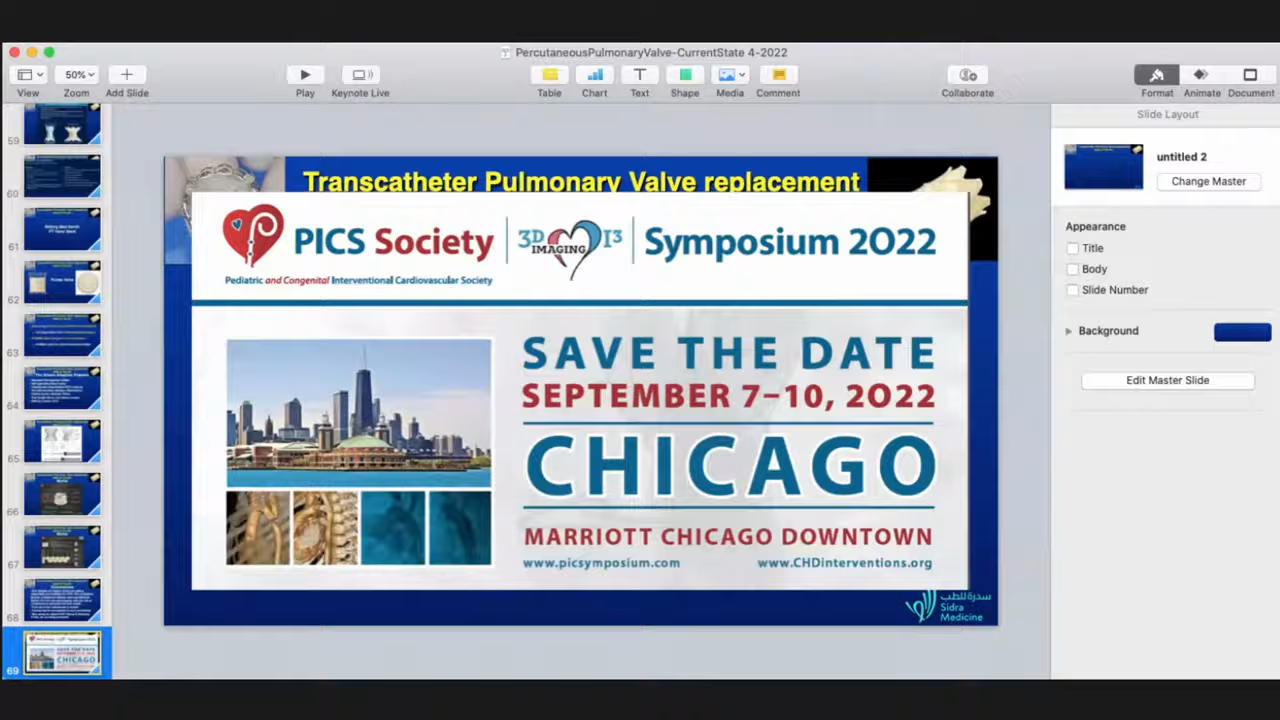 PercutaneousPulmonaryValve-CurrentState 4-2022
50%
View
Zoom
Add Slide
Play
Keynote Live
Table
Chart
Text
Shape
Media
Comment
Collaborate
Format
Animate
Document
59
60
61
62
63
64
65
66
67
68
69
Transcatheter Pulmonary Valve replacement
PICS Society
Pediatric and Congenital Interventional Cardiovascular Society
3D I3
IMAGING
Symposium 2022
SAVE THE DATE
SEPTEMBER 7–10, 2022
CHICAGO
MARRIOTT CHICAGO DOWNTOWN
www.picsymposium.com
www.CHDinterventions.org
سدرة للطب
Sidra
Medicine
Slide Layout
untitled 2
Change Master
Appearance
Title
Body
Slide Number
Background
Edit Master Slide